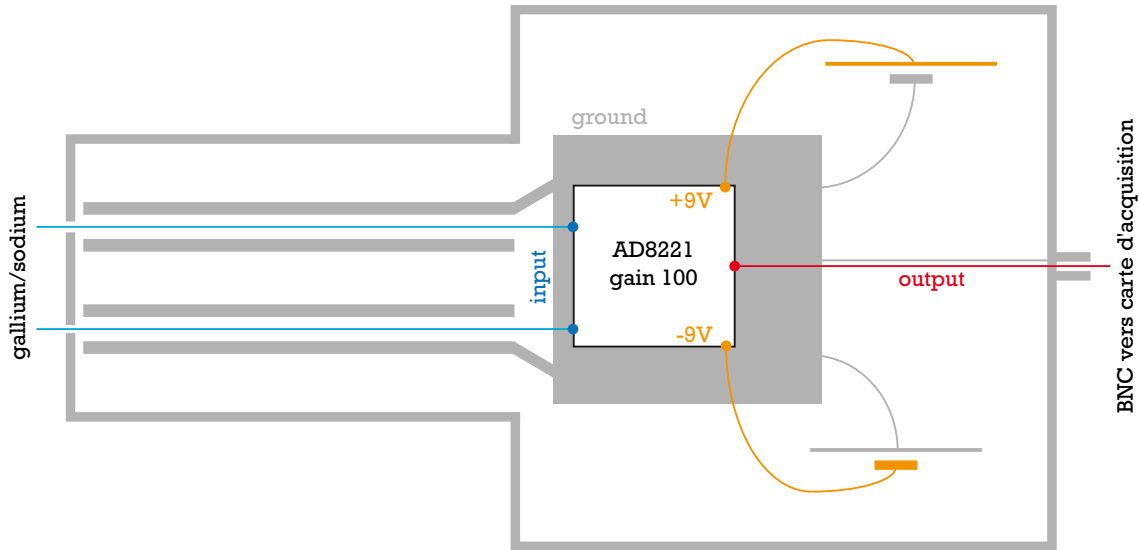 ground
+9V
AD8221
gain 100
-9V
input
output
gallium/sodium
BNC vers carte d'acquisition